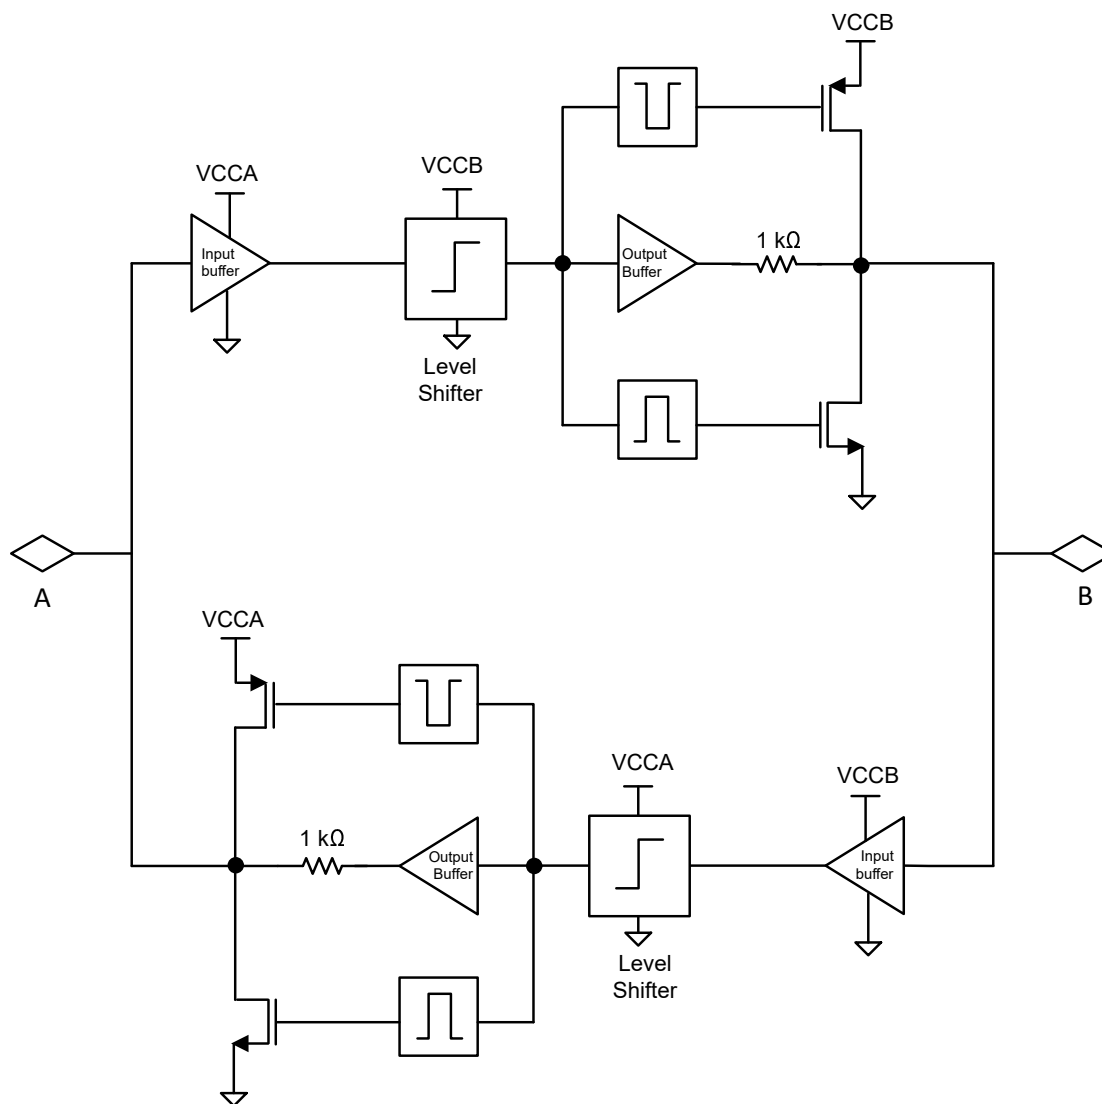 VCCB
VCCA
VCCB
Input
buffer
Output
Buffer
1 kΩ
Level
Shifter
A
B
VCCA
1 kΩ
Output
Buffer
VCCA
VCCB
Input
buffer
Level
Shifter